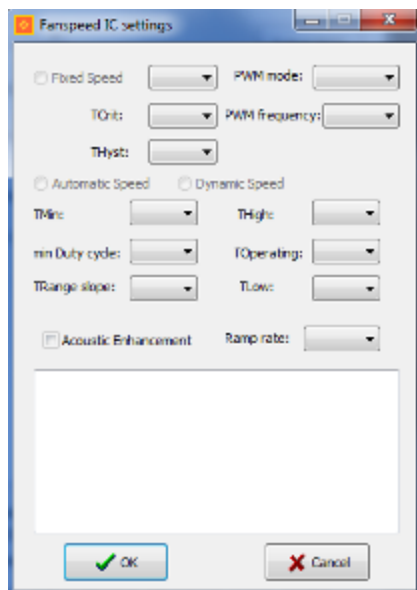 Fanspeed IC settings
Fixed Speed PWM mode:
TCrit: PWM frequency:
THyst:
Automatic Speed Dynamic Speed
TMin: THigh:
min Duty cycle: TOperating:
TRange slope: TLow:
Acoustic Enhancement Ramp rate:
OK Cancel